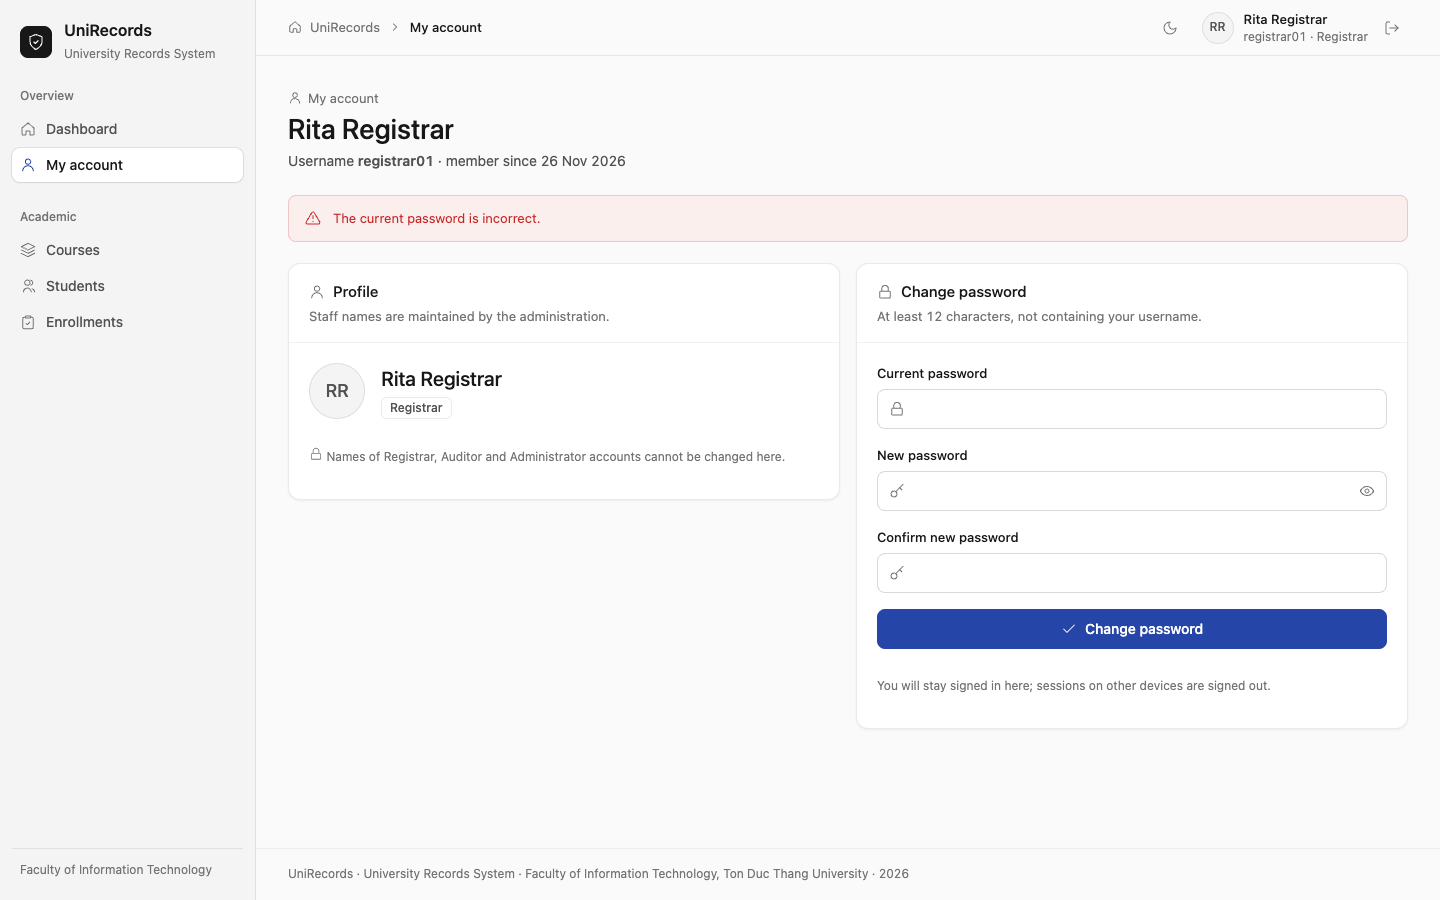 UniRecords
University Records System
Overview
Dashboard
My account
Academic
Courses
Students
Enrollments
Faculty of Information Technology
UniRecords
My account
RR
Rita Registrar
registrar01 · Registrar
My account
Rita Registrar
Username registrar01 · member since 26 Nov 2026
The current password is incorrect.
Profile
Staff names are maintained by the administration.
RR
Rita Registrar
Registrar
Names of Registrar, Auditor and Administrator accounts cannot be changed here.
Change password
At least 12 characters, not containing your username.
Current password
New password
Confirm new password
Change password
You will stay signed in here; sessions on other devices are signed out.
UniRecords · University Records System · Faculty of Information Technology, Ton Duc Thang University · 2026